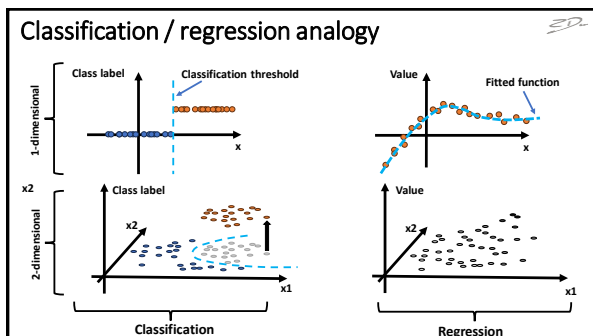 Classification / regression analogy
ZD
1-dimensional
Class label
Classification threshold
x
Value
Fitted function
x
2-dimensional
x2
Class label
x2
x1
Value
x2
x1
Classification
Regression